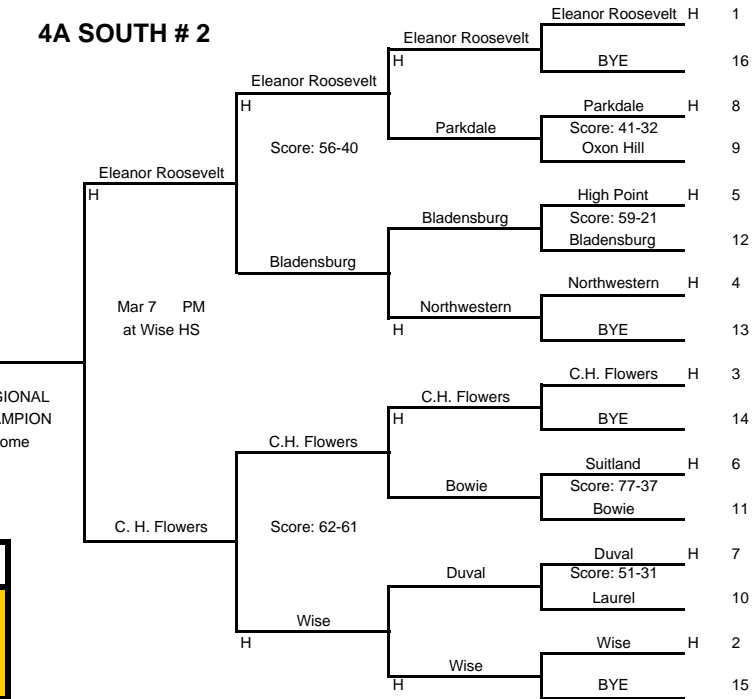 4A SOUTH # 2
Eleanor Roosevelt H 1
Eleanor Roosevelt
H
BYE 16
Eleanor Roosevelt
H
Parkdale H 8
Parkdale
Score: 41-32
Score: 56-40
Oxon Hill 9
Eleanor Roosevelt
H
High Point H 5
Bladensburg
Score: 59-21
Bladensburg 12
Bladensburg
Northwestern H 4
Mar 7 PM
at Wise HS
Northwestern
H
BYE 13
C.H. Flowers H 3
C.H. Flowers
H
BYE 14
GIONAL
AMPION
ome
C.H. Flowers
Suitland H 6
Bowie
Score: 77-37
Bowie 11
C. H. Flowers
Score: 62-61
Duval H 7
Duval
Score: 51-31
Laurel 10
Wise
H
Wise H 2
Wise
H
BYE 15